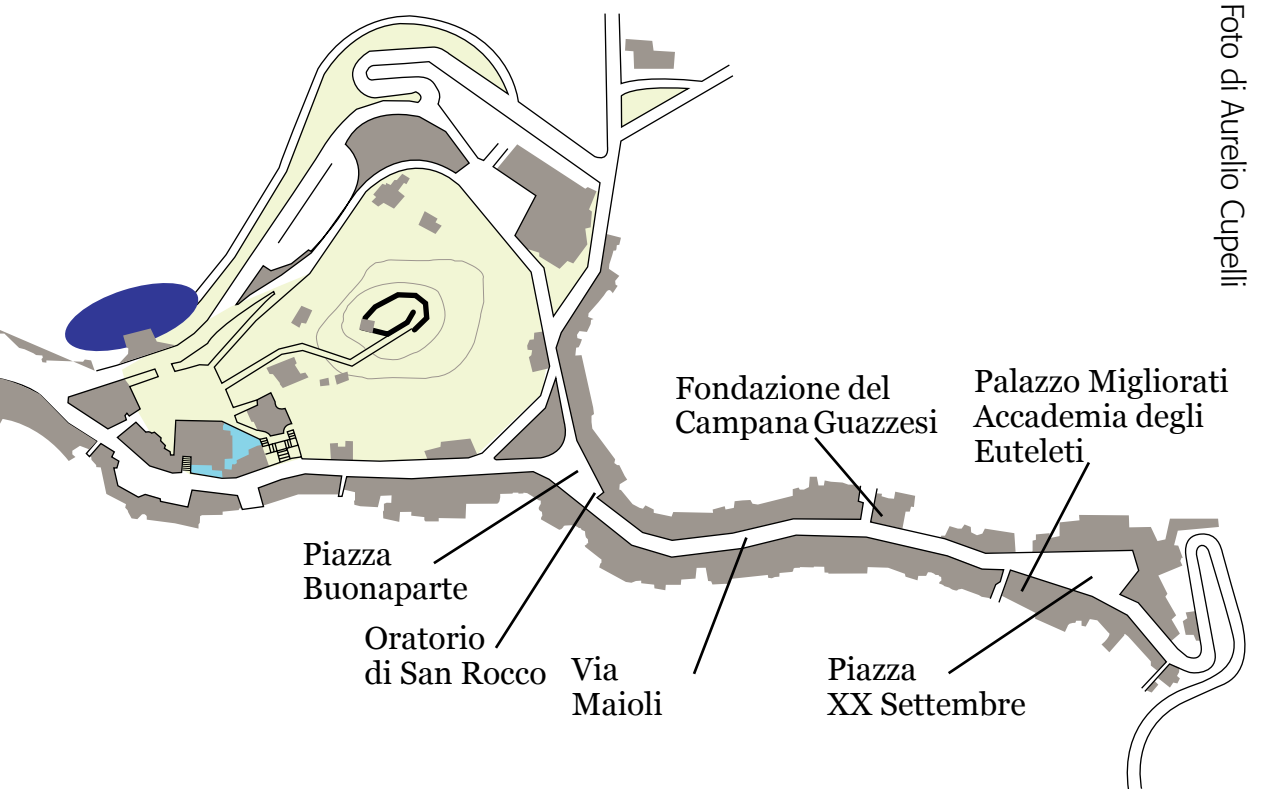 Foto di Aurelio Cupelli
Fondazione del
Campana Guazzesi
Palazzo Migliorati
Accademia degli
Euteleti
Piazza
Buonaparte
Oratorio
di San Rocco
Via
Maioli
Piazza
XX Settembre